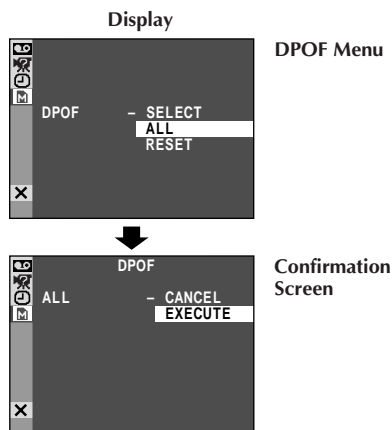 Display
DPOF Menu
M
DPOF – SELECT
ALL
RESET
DPOF
Confirmation Screen
ALL – CANCEL
M
EXECUTE